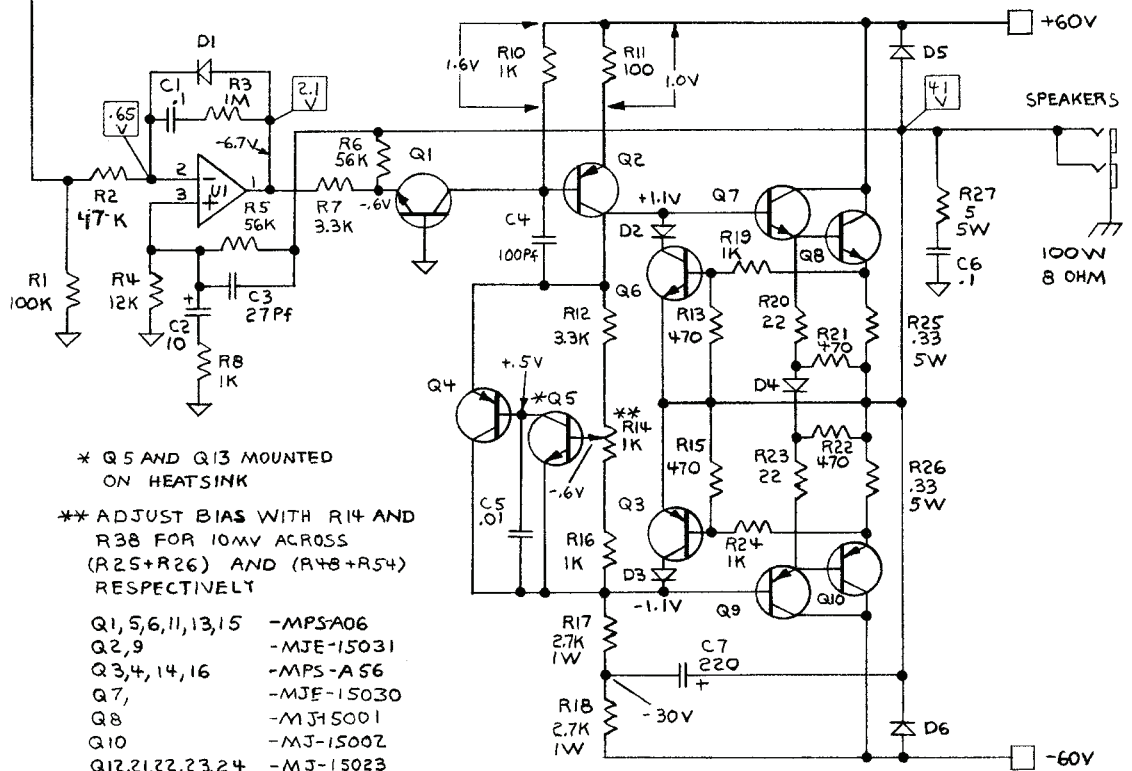 +60V
D5
R10
1K
R11
100
1.6V
1.0V
D1
C1
.1
R3
1M
2.1
V
.65
V
-6.7V
41
V
SPEAKERS
R2
47K
2
3
-
+
U1
1
R6
56K
Q1
R5
56K
R7
3.3K
-.6V
Q2
C4
100Pf
+1.1V
D2
Q7
R19
1K
Q8
Q6
R27
5
5W
C6
.1
100W
8 OHM
R1
100K
R4
12K
C3
27Pf
+
C2
10
R8
1K
R12
3.3K
R13
470
R20
22
R21
470
R25
.33
5W
D4
Q4
+.5V
*Q5
**
R14
1K
-.6V
R15
470
R23
22
R22
470
R26
.33
5W
C5
.01
R16
1K
Q3
R24
1K
D3
-1.1V
Q9
Q10
* Q5 AND Q13 MOUNTED
ON HEATSINK
** ADJUST BIAS WITH R14 AND
R38 FOR 10MV ACROSS
(R25+R26) AND (R48+R54)
RESPECTIVELY
Q1,5,6,11,13,15 -MPS-A06
Q2,9 -MJE-15031
Q3,4,14,16 -MPS-A56
Q7, -MJE-15030
Q8 -MJ15001
Q10 -MJ-15002
Q12,21,22,23,24 -MJ-15023
R17
2.7K
1W
C7
220
+
-30V
R18
2.7K
1W
D6
-60V